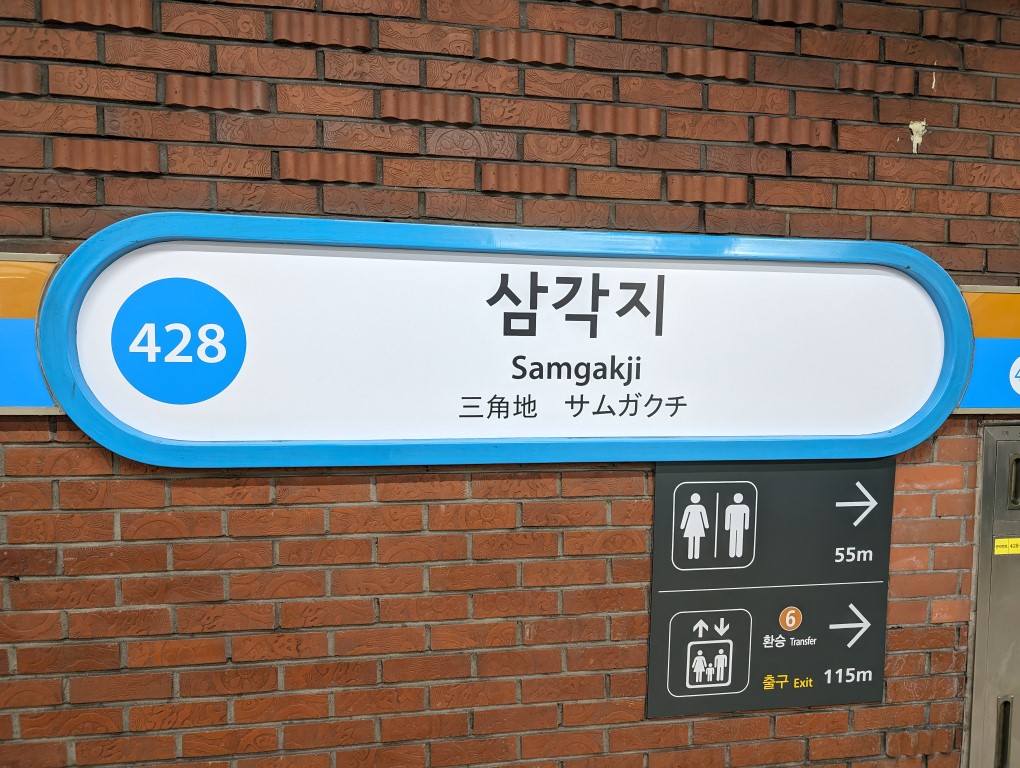 428
삼각지
Samgakji
三角地 サムガクチ
55m
6
환승 Transfer
출구 Exit 115m